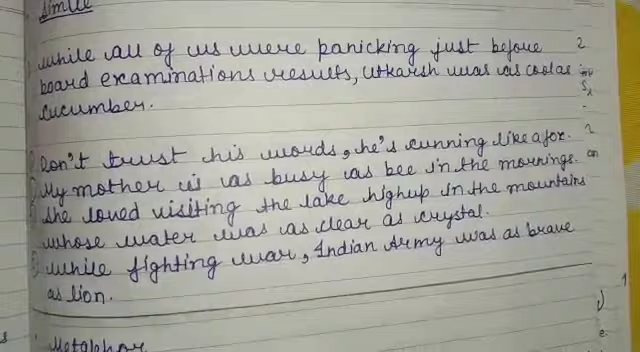 Simile
while all of us were panicking just before
board examinations results, Utkarsh was as cool as
cucumber.
Don't trust his words, he's cunning like a fox.
My mother is as busy as bee in the mornings.
She loved visiting the lake high up in the mountains
whose water was as clear as crystal.
while fighting war, Indian Army was as brave
as lion.
Metaphor